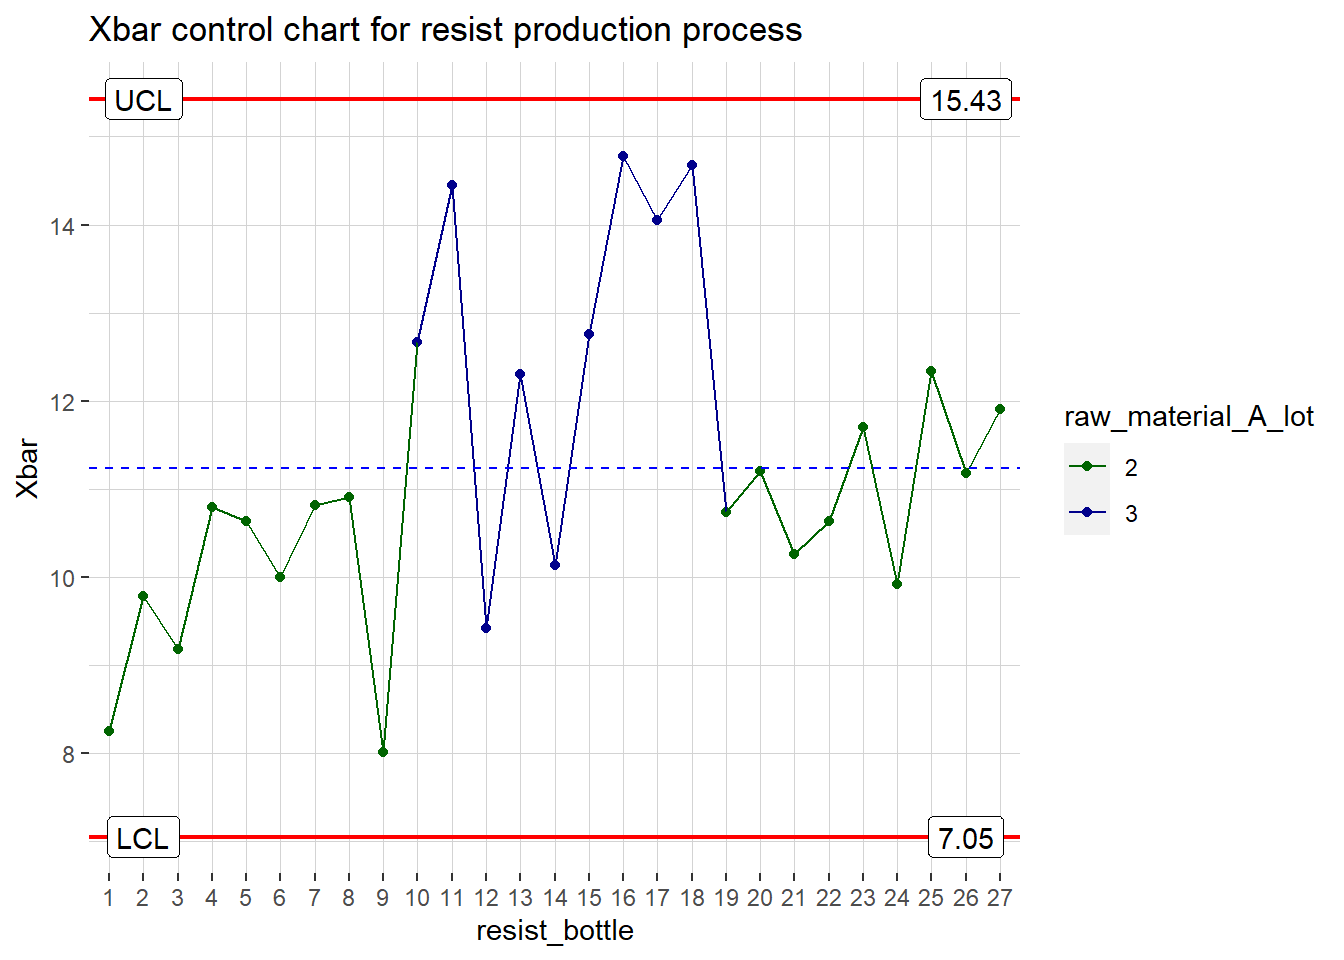 Xbar control chart for resist production process
UCL
15.43
14
12
10
8
Xbar
LCL
7.05
1 2 3 4 5 6 7 8 9 10 11 12 13 14 15 16 17 18 19 20 21 22 23 24 25 26 27
resist_bottle
raw_material_A_lot
2
3